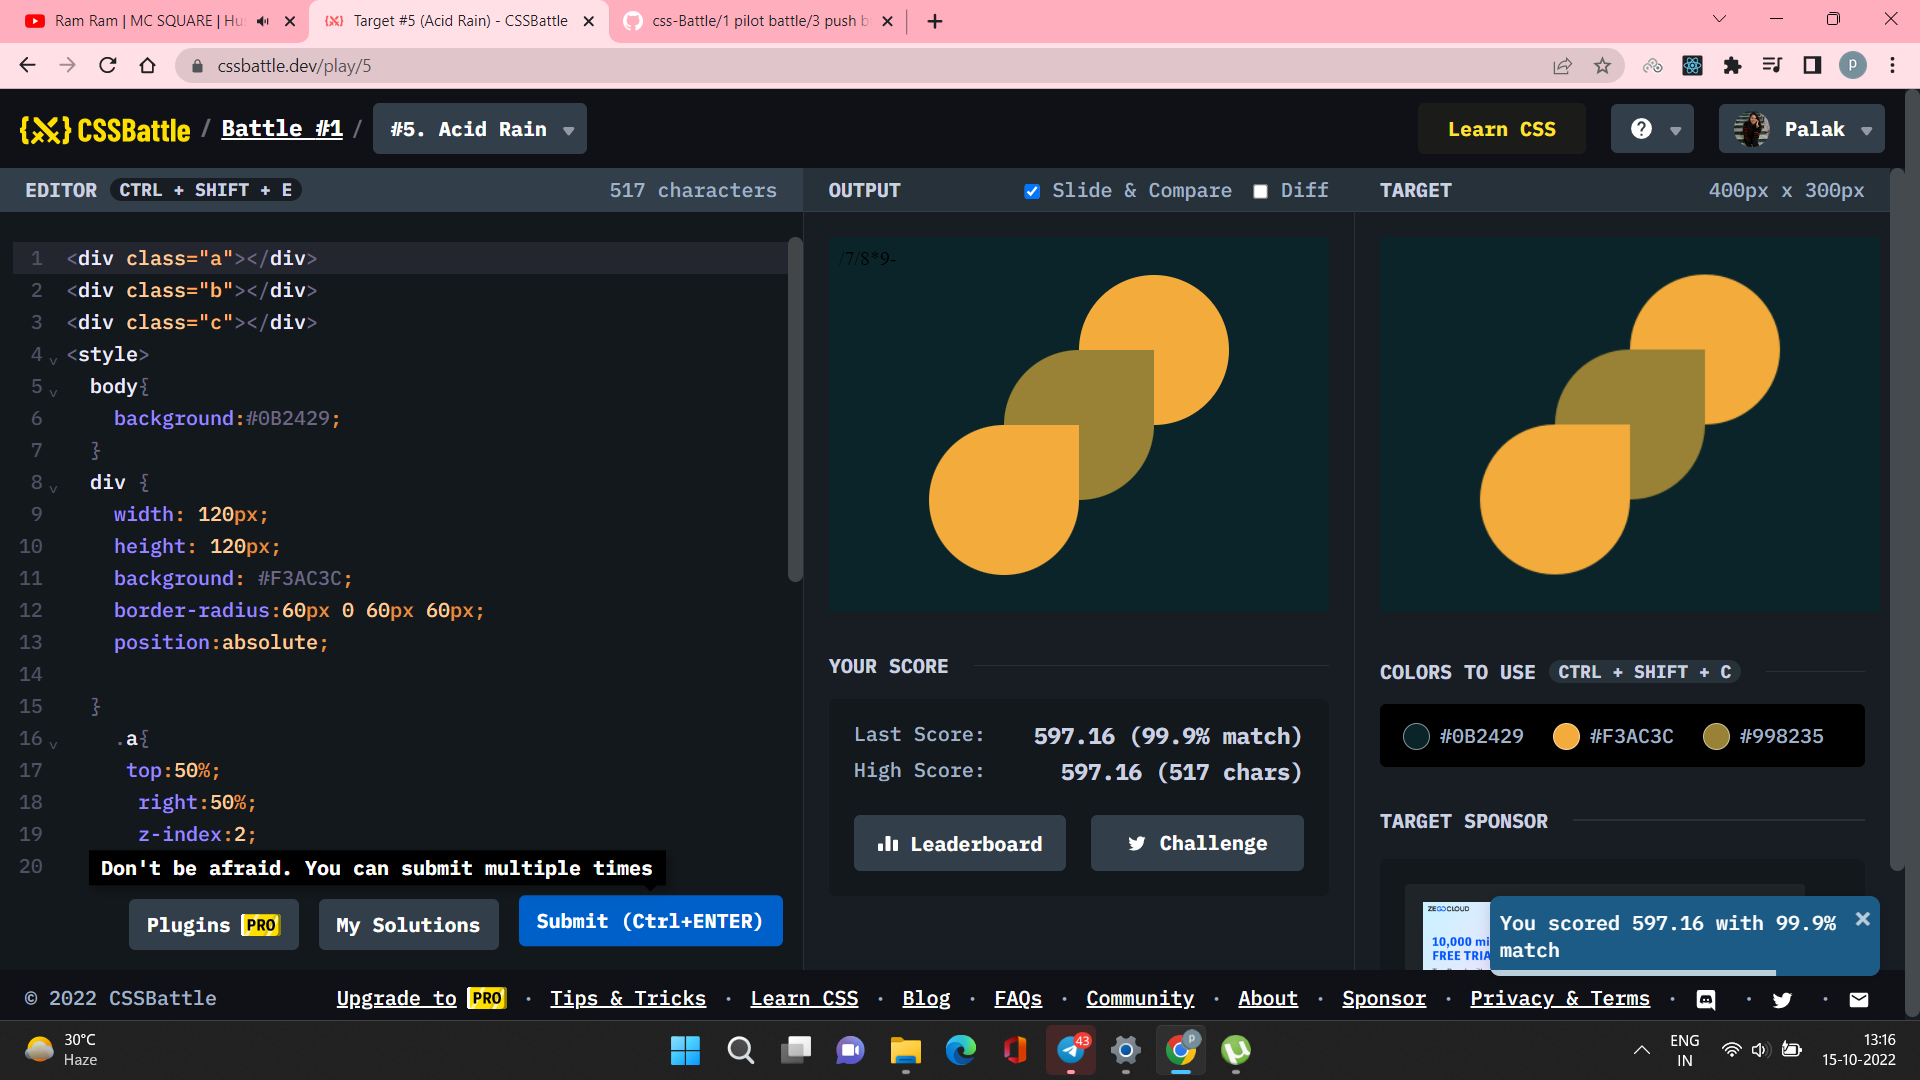 Ram Ram | MC SQUARE | Hu
Target #5 (Acid Rain) - CSSBattle
css-Battle/1 pilot battle/3 push b
cssbattle.dev/play/5
P
CSSBattle / Battle #1 / #5. Acid Rain
Learn CSS
?
Palak
EDITOR CTRL + SHIFT + E 517 characters
OUTPUT Slide & Compare Diff
TARGET 400px x 300px
1 <div class="a"></div>
2 <div class="b"></div>
3 <div class="c"></div>
4 <style>
5 body{
6 background:#0B2429;
7 }
8 div {
9 width: 120px;
10 height: 120px;
11 background: #F3AC3C;
12 border-radius:60px 0 60px 60px;
13 position:absolute;
14
15 }
16 .a{
17 top:50%;
18 right:50%;
19 z-index:2;
20
Don't be afraid. You can submit multiple times
Plugins PRO
My Solutions
Submit (Ctrl+ENTER)
/7/8*9-
YOUR SCORE
Last Score: 597.16 (99.9% match)
High Score: 597.16 (517 chars)
Leaderboard
Challenge
COLORS TO USE CTRL + SHIFT + C
#0B2429 #F3AC3C #998235
TARGET SPONSOR
ZEGOCLOUD
10,000 mi
FREE TRIA
You scored 597.16 with 99.9%
match
© 2022 CSSBattle
Upgrade to PRO · Tips & Tricks · Learn CSS · Blog · FAQs · Community · About · Sponsor · Privacy & Terms
30°C
Haze
43
P
ENG
IN
13:16
15-10-2022